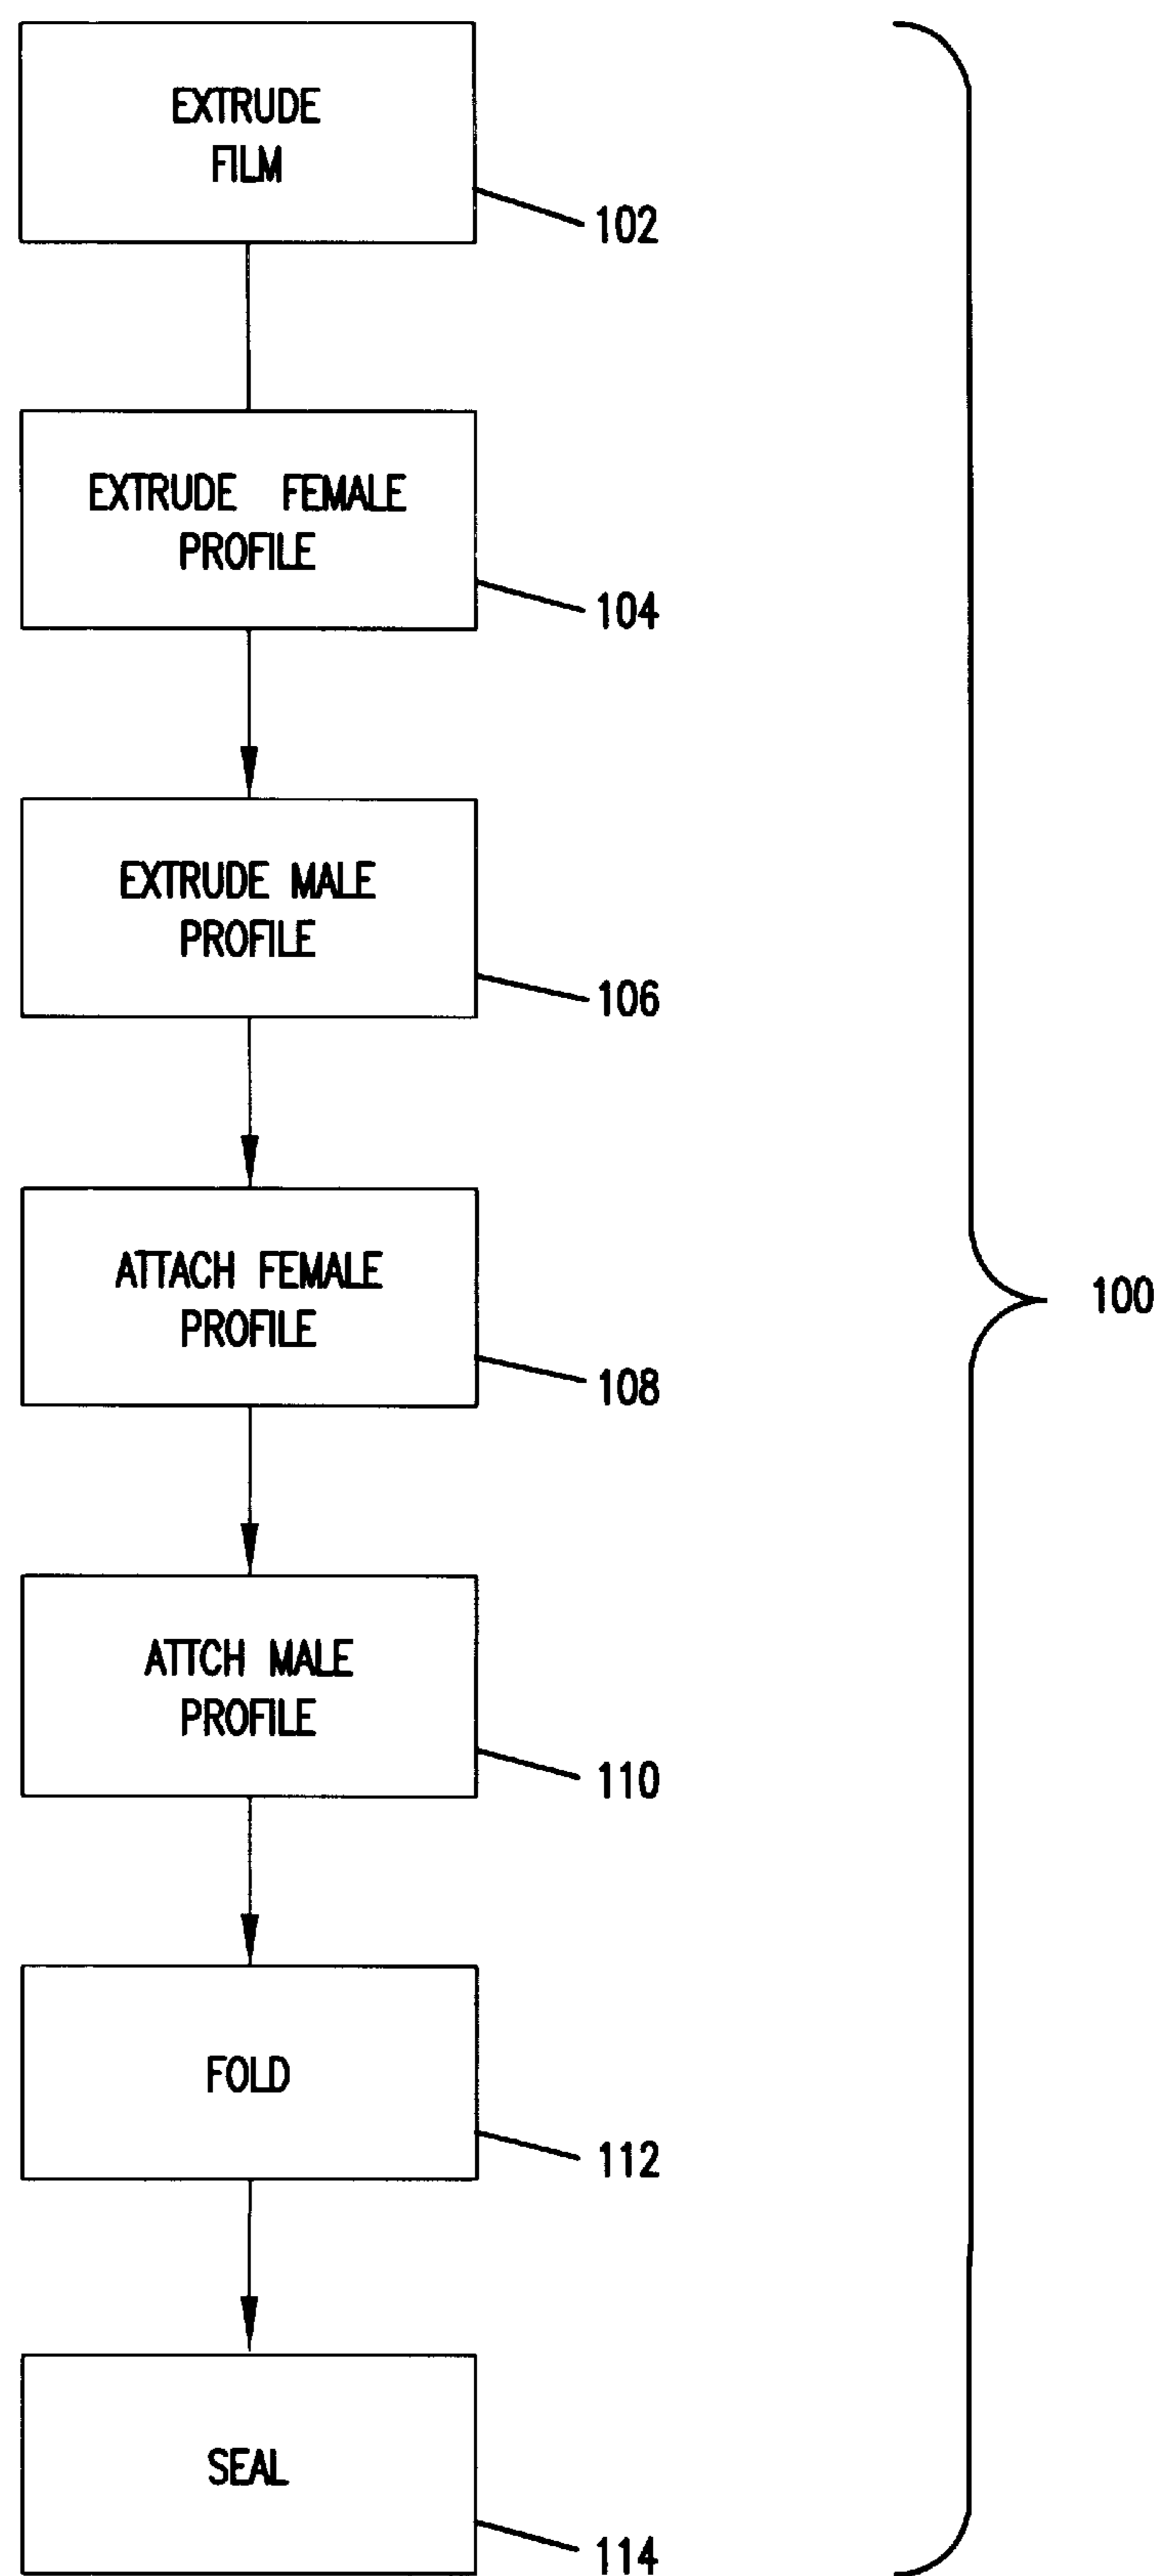 EXTRUDE
FILM
102
EXTRUDE FEMALE
PROFILE
104
EXTRUDE MALE
PROFILE
106
ATTACH FEMALE
PROFILE
108
100
ATTCH MALE
PROFILE
110
FOLD
112
SEAL
114